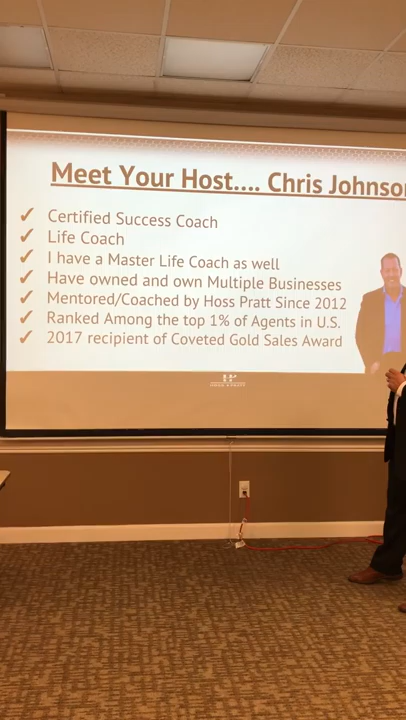 Meet Your Host.... Chris Johnson
✓ Certified Success Coach
✓ Life Coach
✓ I have a Master Life Coach as well
✓ Have owned and own Multiple Businesses
✓ Mentored/Coached by Hoss Pratt Since 2012
✓ Ranked Among the top 1% of Agents in U.S.
✓ 2017 recipient of Coveted Gold Sales Award
HOSS PRATT